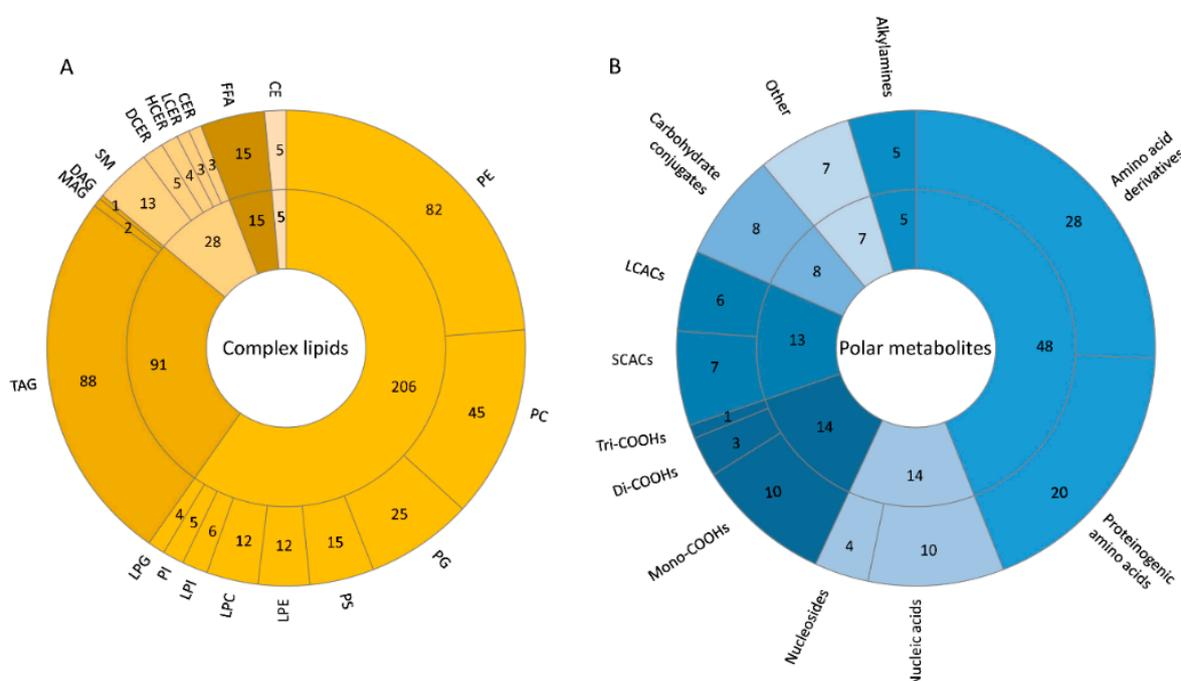 A
CE
5
5
PE
82
206
PC
45
PG
25
PS
15
LPE
12
LPC
12
LPI
6
PI
5
LPG
4
TAG
88
91
MAG
2
DAG
1
SM
13
28
DCER
5
HCER
4
LCER
3
CER
3
FFA
15
15
Complex lipids
B
Alkylamines
5
5
Amino acid
derivatives
28
48
Proteinogenic
amino acids
20
Nucleic acids
10
14
Nucleosides
4
Mono-COOHs
10
14
Di-COOHs
3
Tri-COOHs
1
SCACs
7
13
LCACs
6
Carbohydrate
conjugates
8
8
Other
7
7
Polar metabolites